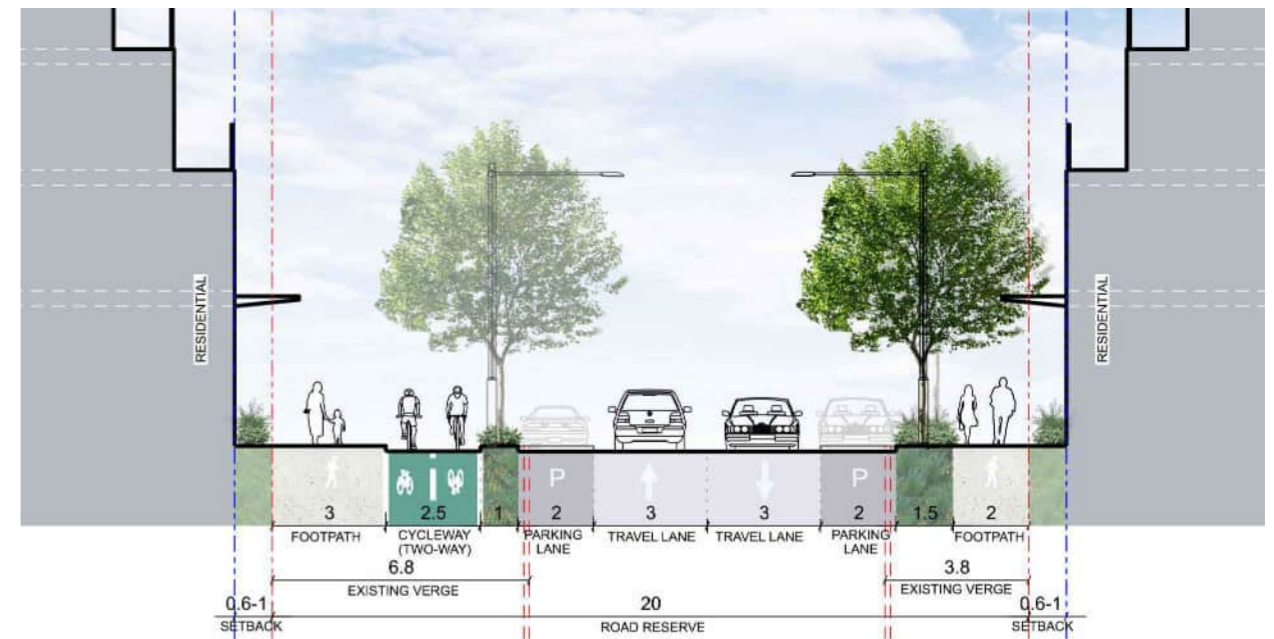 RESIDENTIAL
RESIDENTIAL
P
P
3
2.5
1
2
3
3
2
1.5
2
FOOTPATH
CYCLEWAY
(TWO-WAY)
PARKING
LANE
TRAVEL LANE
TRAVEL LANE
PARKING
LANE
FOOTPATH
6.8
EXISTING VERGE
3.8
EXISTING VERGE
0.6-1
SETBACK
20
ROAD RESERVE
0.6-1
SETBACK